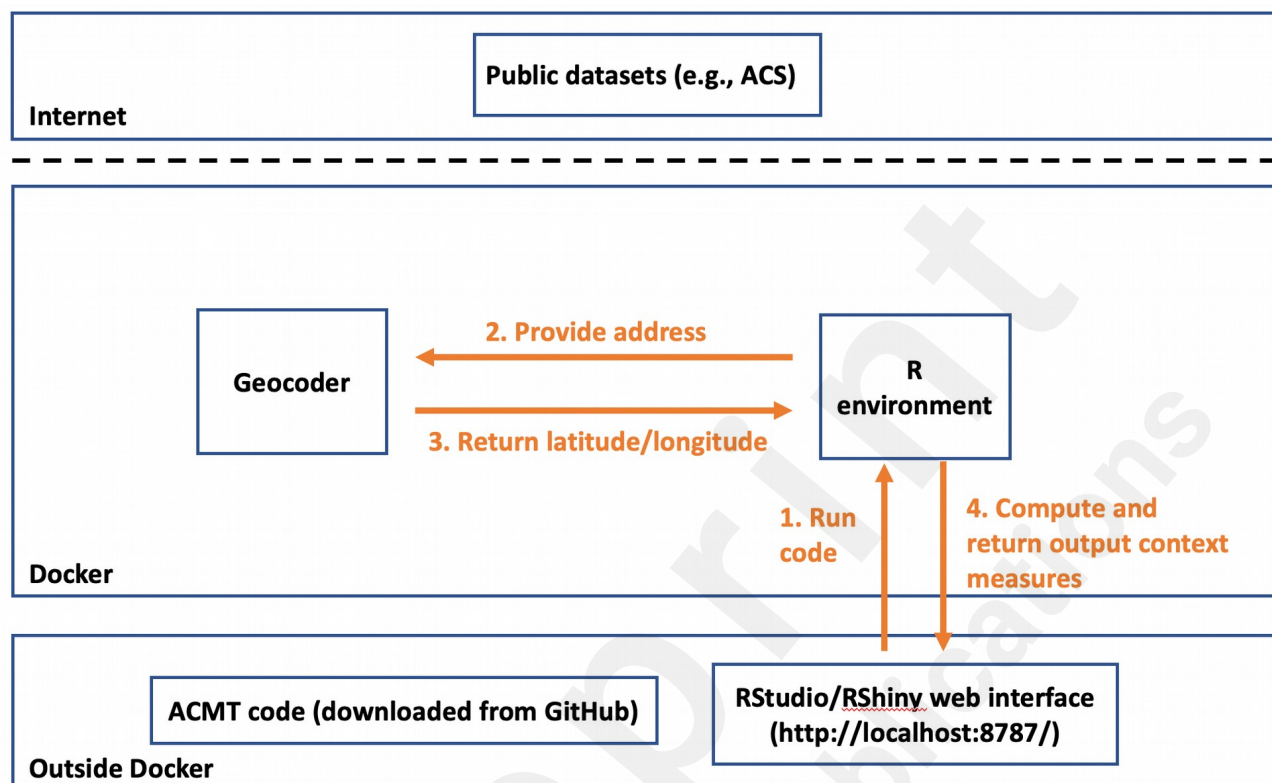 Public datasets (e.g., ACS)
Internet
2. Provide address
Geocoder
R
environment
3. Return latitude/longitude
1. Run
code
4. Compute and
return output context
measures
Docker
ACMT code (downloaded from GitHub)
RStudio/RShiny web interface
(http://localhost:8787/)
Outside Docker